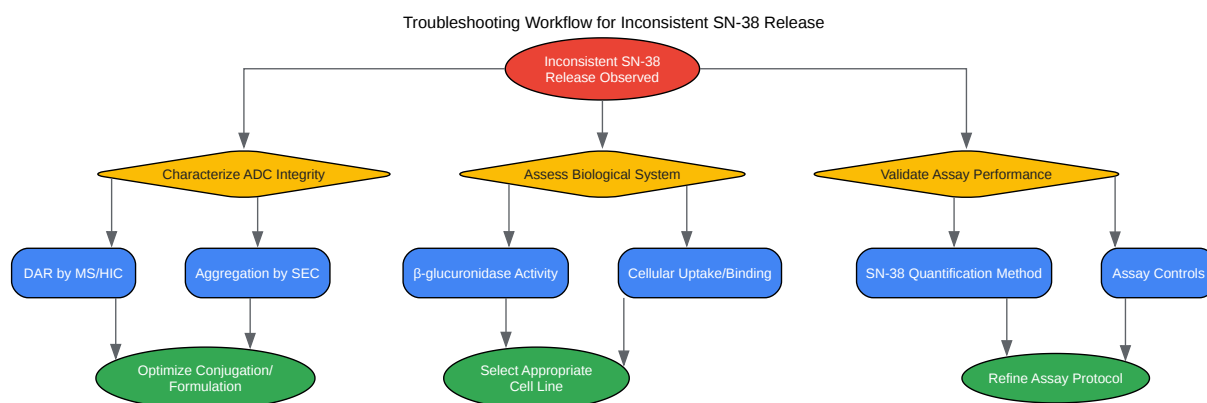 Troubleshooting Workflow for Inconsistent SN-38 Release
Inconsistent SN-38
Release Observed
Characterize ADC Integrity
Assess Biological System
Validate Assay Performance
DAR by MS/HIC
Aggregation by SEC
β-glucuronidase Activity
Cellular Uptake/Binding
SN-38 Quantification Method
Assay Controls
Optimize Conjugation/
Formulation
Select Appropriate
Cell Line
Refine Assay Protocol